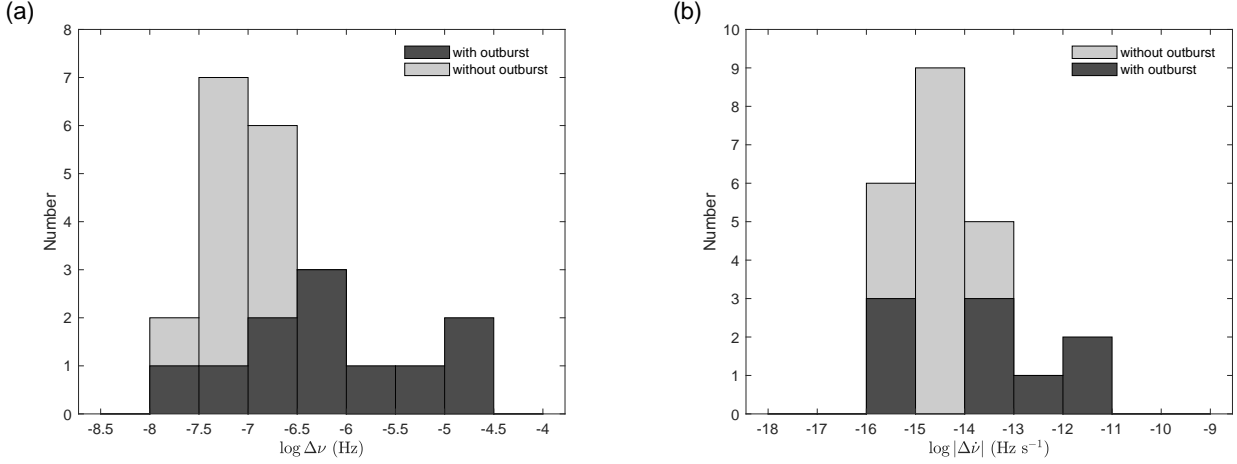 (a)
8
7
6
5
4
3
2
1
0
Number
with outburst
without outburst
-8.5 -8 -7.5 -7 -6.5 -6 -5.5 -5 -4.5 -4
log Δν (Hz)
(b)
10
9
8
7
6
5
4
3
2
1
0
Number
without outburst
with outburst
-18 -17 -16 -15 -14 -13 -12 -11 -10 -9
log |Δν̇| (Hz s⁻¹)